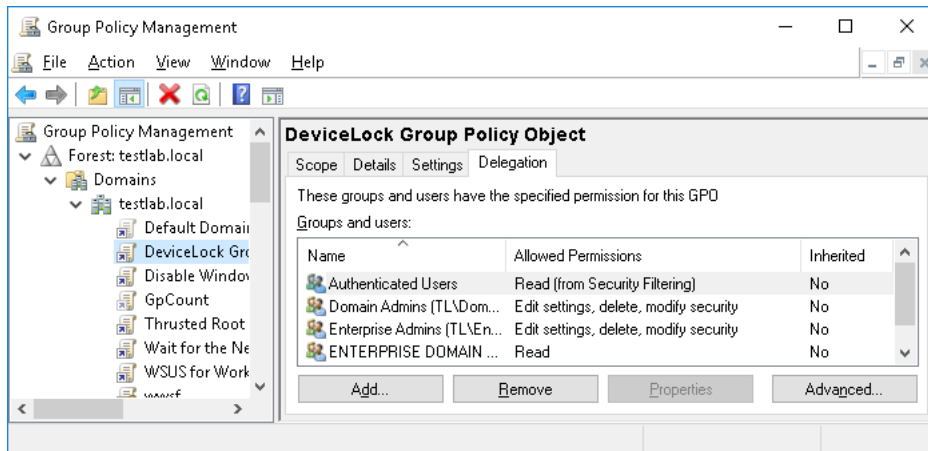 Group Policy Management
File Action View Window Help
Group Policy Management
Forest: testlab.local
Domains
testlab.local
Default Domain
DeviceLock Gro
Disable Window
GpCount
Thrusted Root
Wait for the Ne
WSUS for Work
DeviceLock Group Policy Object
Scope Details Settings Delegation
These groups and users have the specified permission for this GPO
Groups and users:
Name Allowed Permissions Inherited
Authenticated Users Read (from Security Filtering) No
Domain Admins (TL\Dom... Edit settings, delete, modify security No
Enterprise Admins (TL\En... Edit settings, delete, modify security No
ENTERPRISE DOMAIN ... Read No
Add... Remove Properties Advanced...